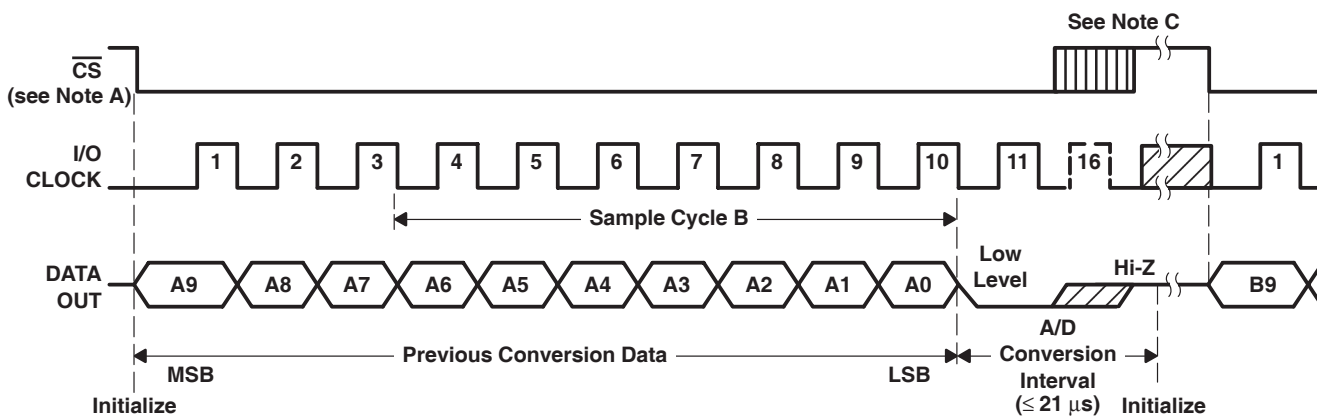 See Note C
CS
(see Note A)
I/O
CLOCK
1 2 3 4 5 6 7 8 9 10 11 16 1
Sample Cycle B
DATA
OUT
A9 A8 A7 A6 A5 A4 A3 A2 A1 A0
Low
Level
Hi-Z
B9
A/D
Conversion
Interval
(≤ 21 μs)
Previous Conversion Data
MSB
LSB
Initialize
Initialize